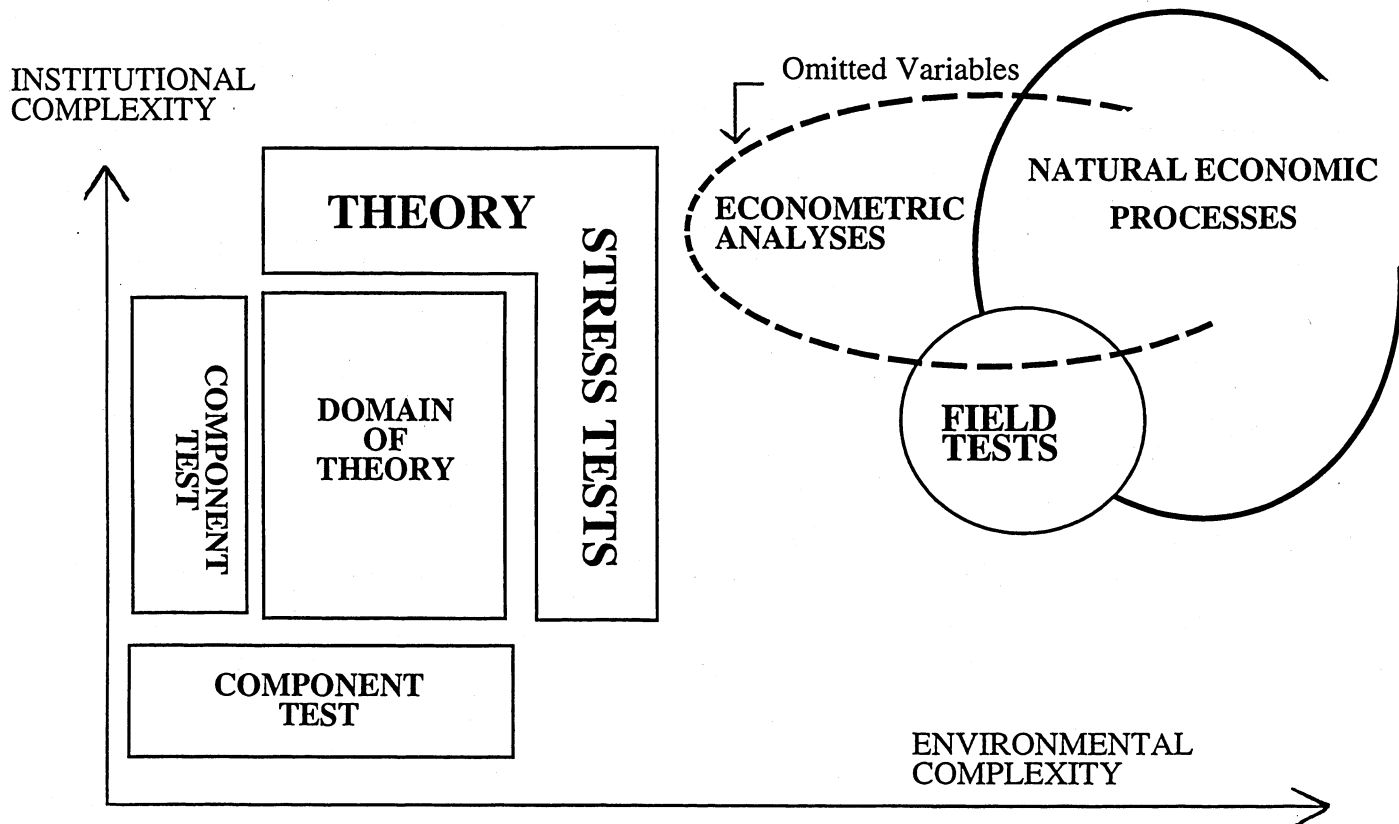 INSTITUTIONAL
COMPLEXITY
Omitted Variables
THEORY
STRESS TESTS
ECONOMETRIC
ANALYSES
NATURAL ECONOMIC
PROCESSES
COMPONENT
TEST
DOMAIN
OF
THEORY
FIELD
TESTS
COMPONENT
TEST
ENVIRONMENTAL
COMPLEXITY